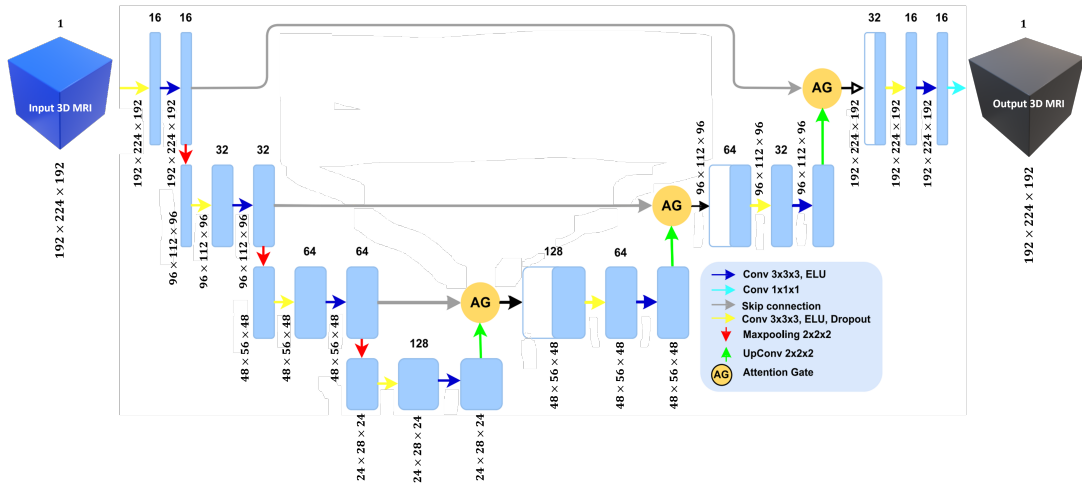 1
16
16
32
16
16
1
Input 3D MRI
AG
Output 3D MRI
192 × 224 × 192
192 × 224 × 192
192 × 224 × 192
192 × 224 × 192
192 × 224 × 192
192 × 224 × 192
192 × 224 × 192
32
32
64
32
AG
96 × 112 × 96
96 × 112 × 96
96 × 112 × 96
96 × 112 × 96
96 × 112 × 96
96 × 112 × 96
64
64
128
64
AG
48 × 56 × 48
48 × 56 × 48
48 × 56 × 48
48 × 56 × 48
48 × 56 × 48
48 × 56 × 48
128
24 × 28 × 24
24 × 28 × 24
24 × 28 × 24
Conv 3x3x3, ELU
Conv 1x1x1
Skip connection
Conv 3x3x3, ELU, Dropout
Maxpooling 2x2x2
UpConv 2x2x2
AG Attention Gate